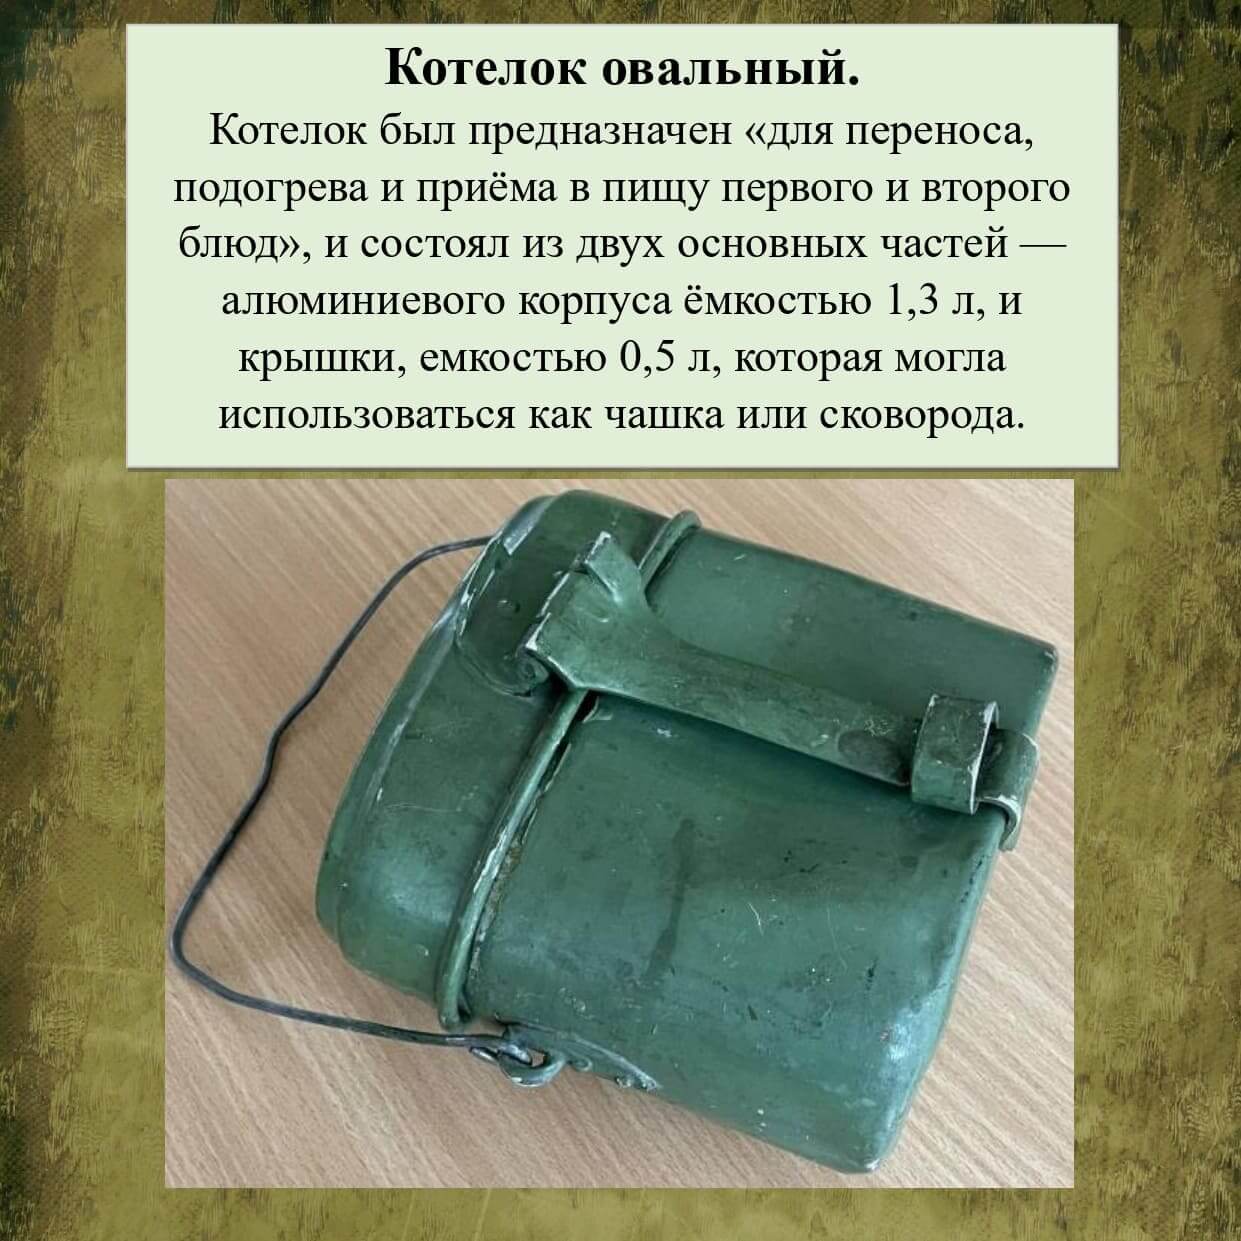 Котелок овальный.
Котелок был предназначен «для переноса,
подогрева и приёма в пищу первого и второго
блюд», и состоял из двух основных частей —
алюминиевого корпуса ёмкостью 1,3 л, и
крышки, емкостью 0,5 л, которая могла
использоваться как чашка или сковорода.